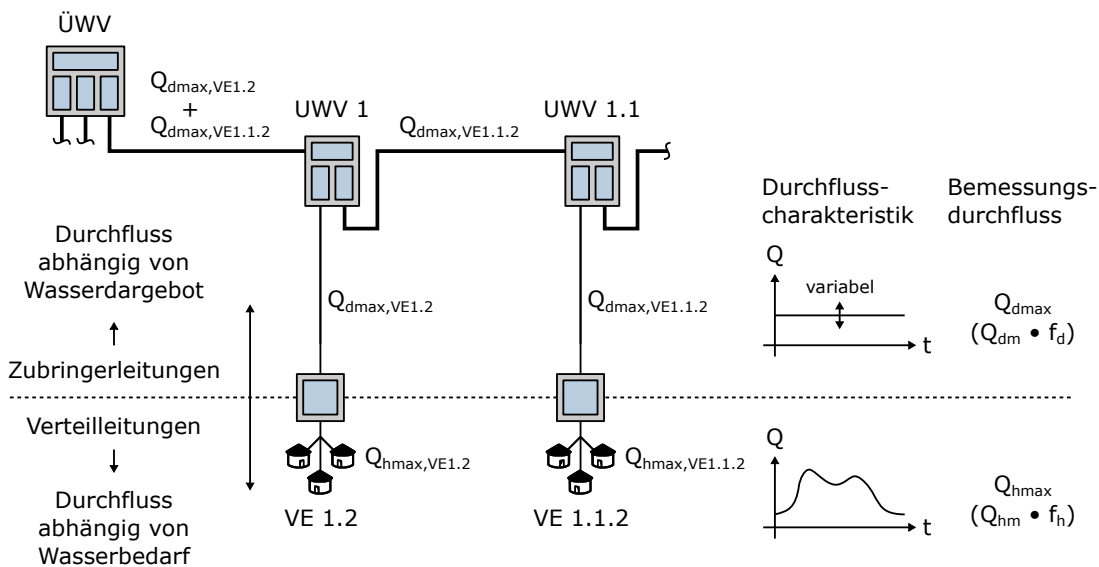 ÜWV
Q_dmax,VE1.2
+
Q_dmax,VE1.1.2
UWV 1
Q_dmax,VE1.1.2
UWV 1.1
Durchfluss
abhängig von
Wasserdargebot
Zubringerleitungen
Verteilleitungen
Durchfluss
abhängig von
Wasserbedarf
Q_dmax,VE1.2
Q_dmax,VE1.1.2
Q_hmax,VE1.2
Q_hmax,VE1.1.2
VE 1.2
VE 1.1.2
Durchfluss-
charakteristik
Q
variabel
t
Q
t
Bemessungs-
durchfluss
Q_dmax
(Q_dm • f_d)
Q_hmax
(Q_hm • f_h)